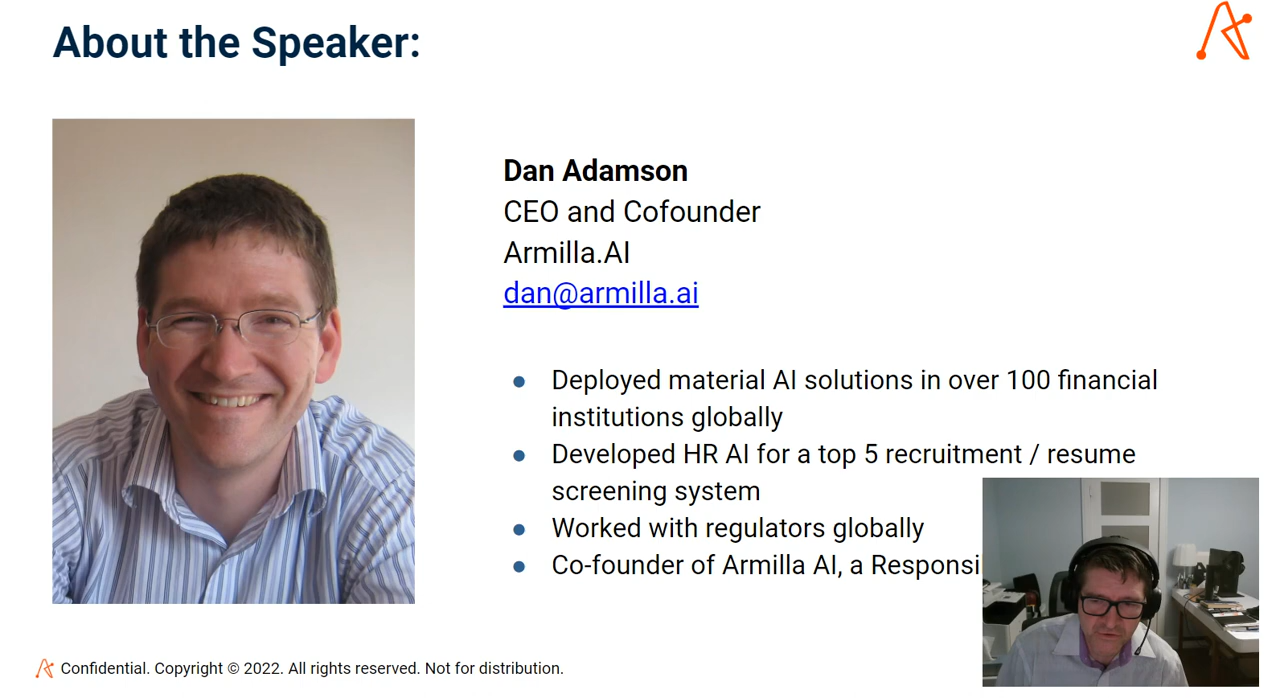 About the Speaker:
Dan Adamson
CEO and Cofounder
Armilla.AI
dan@armilla.ai
● Deployed material AI solutions in over 100 financial
institutions globally
● Developed HR AI for a top 5 recruitment / resume
screening system
● Worked with regulators globally
● Co-founder of Armilla AI, a
Confidential. Copyright © 2022. All rights reserved. Not for distribution.